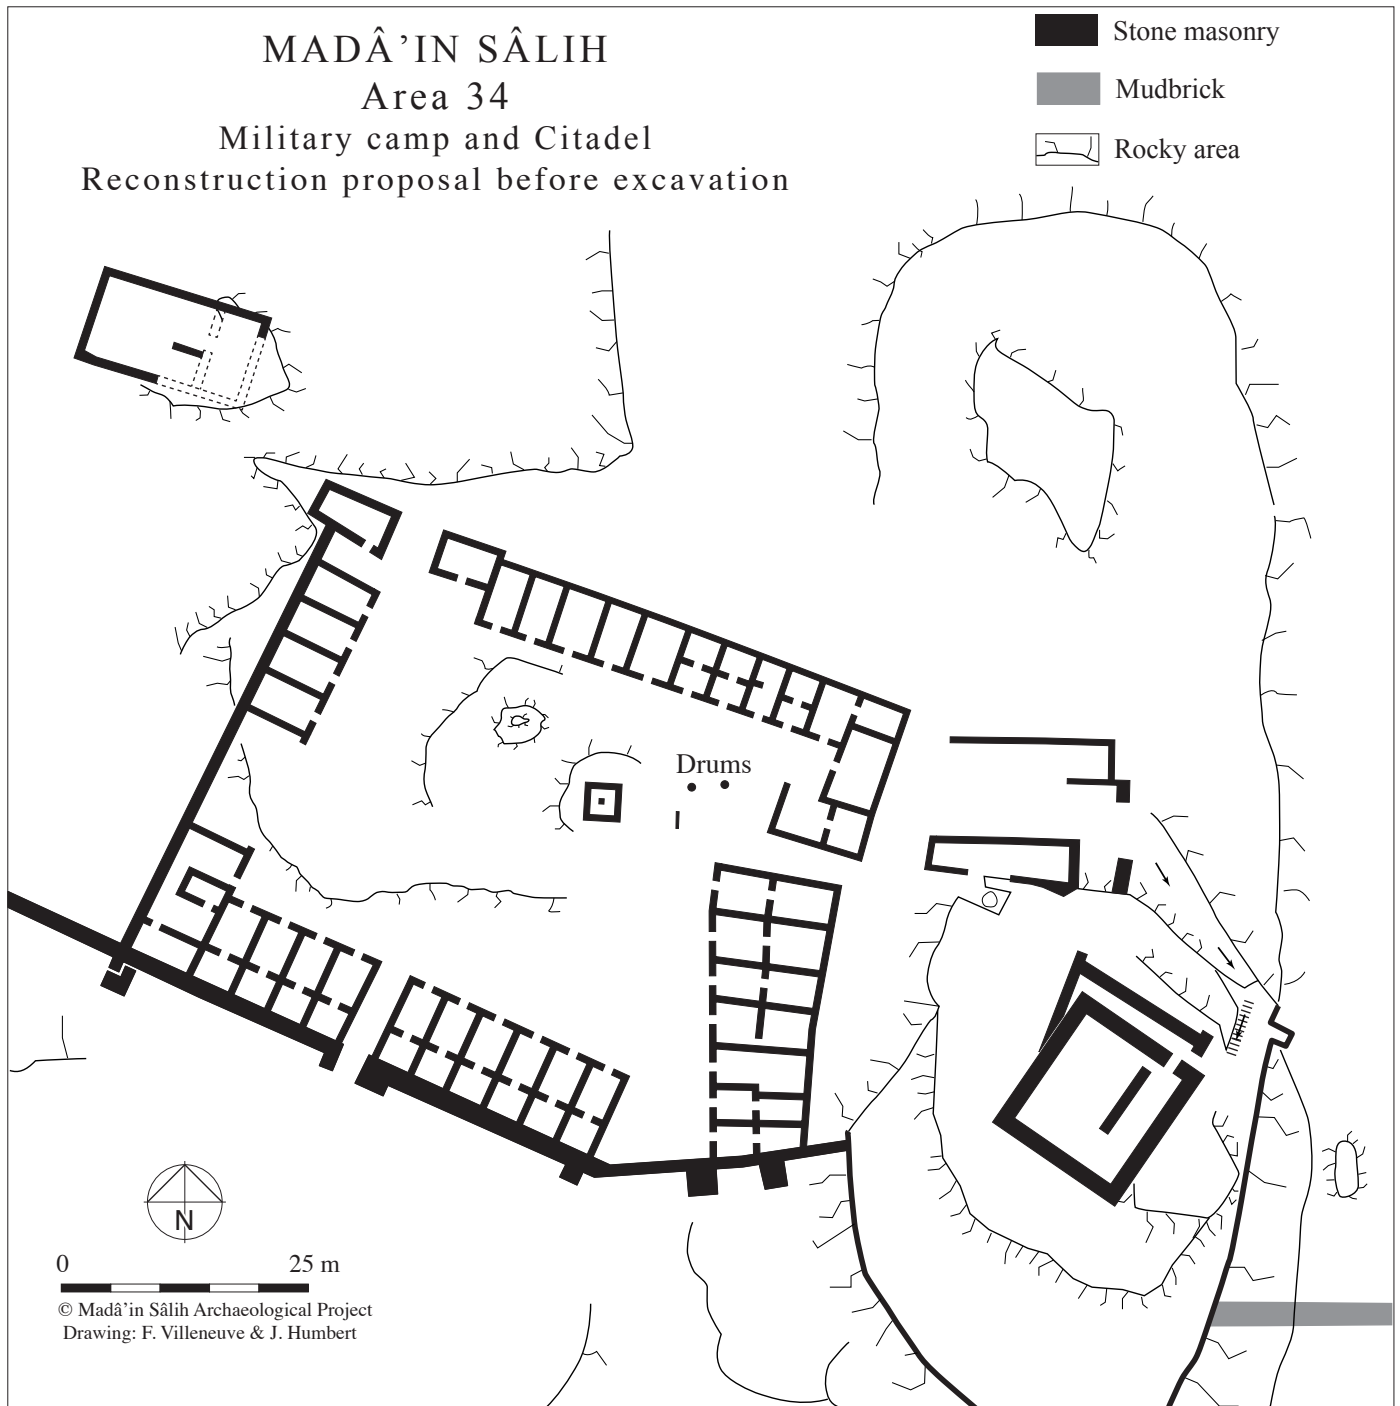 MADÂ’IN SÂLIH
Area 34
Military camp and Citadel
Reconstruction proposal before excavation
Stone masonry
Mudbrick
Rocky area
Drums
N
0 25 m
© Madâ’in Sâlih Archaeological Project
Drawing: F. Villeneuve & J. Humbert